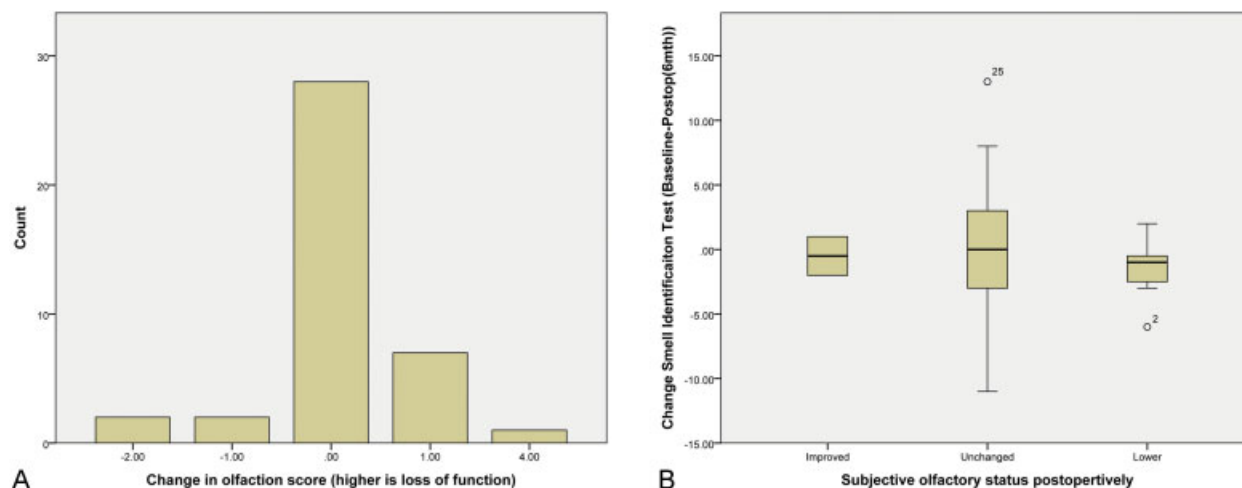 30
20
10
0
Count
-2.00
-1.00
.00
1.00
4.00
Change in olfaction score (higher is loss of function)
A
15.00
10.00
5.00
.00
-5.00
-10.00
-15.00
Change Smell Identificaiton Test (Baseline-Postop(6mth))
25
2
Improved
Unchanged
Lower
Subjective olfactory status postopertively
B